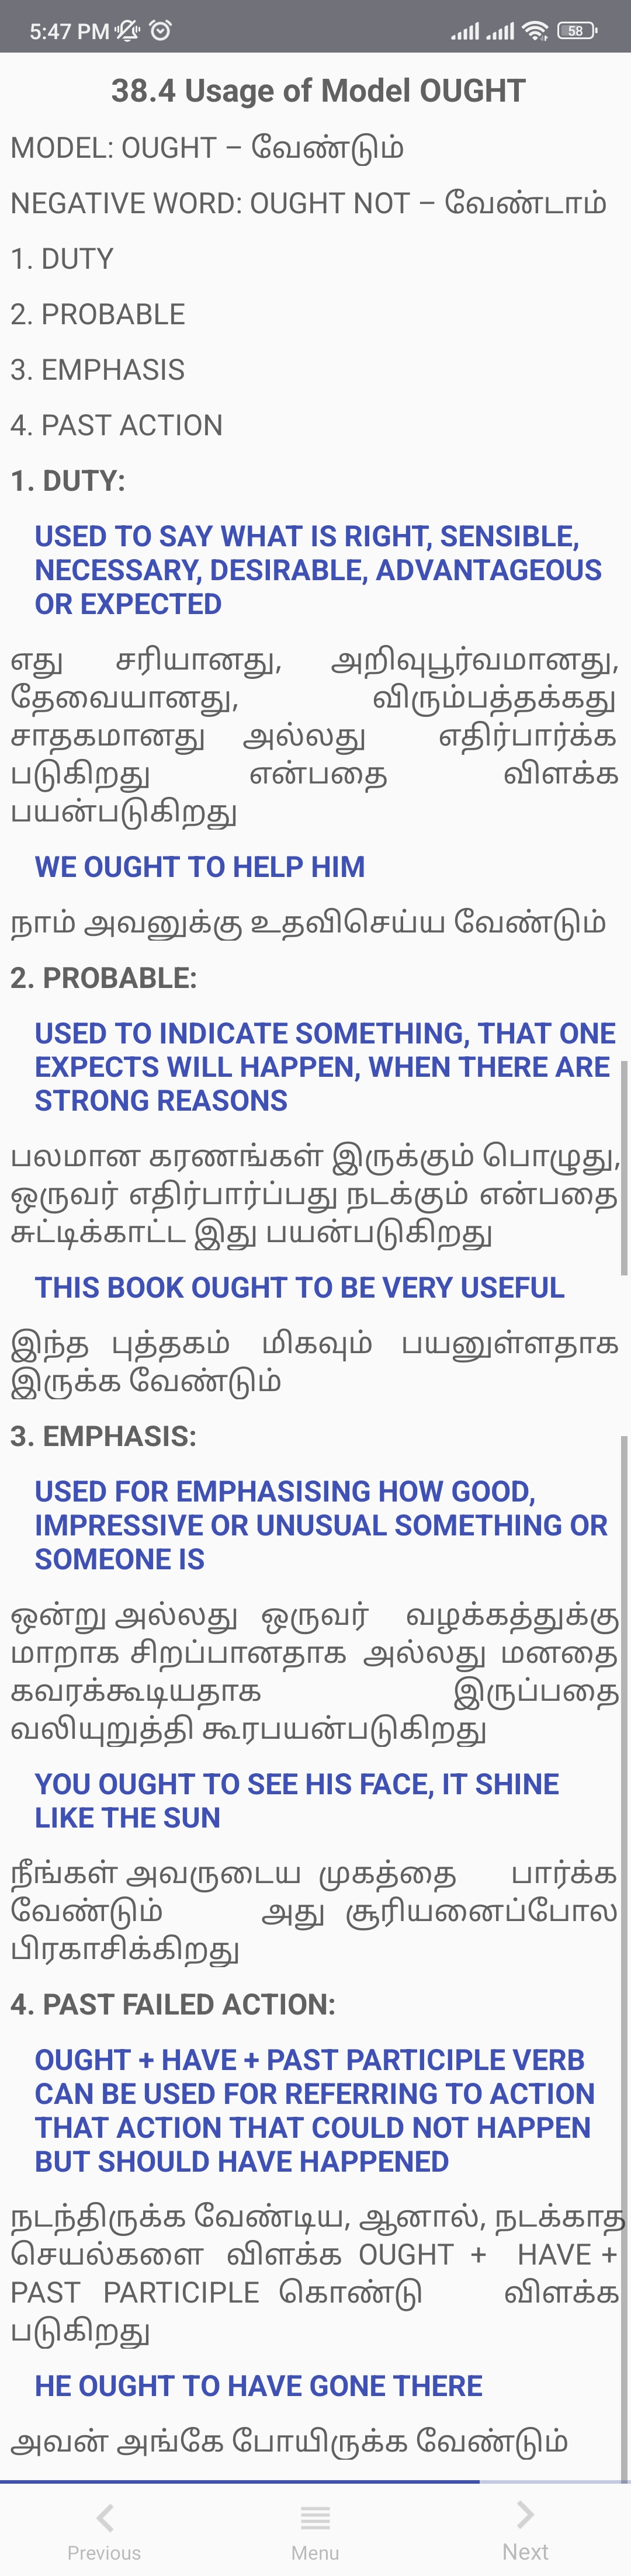 5:47 PM
58
38.4 Usage of Model OUGHT
MODEL: OUGHT – வேண்டும்
NEGATIVE WORD: OUGHT NOT – வேண்டாம்
1. DUTY
2. PROBABLE
3. EMPHASIS
4. PAST ACTION
1. DUTY:
USED TO SAY WHAT IS RIGHT, SENSIBLE,
NECESSARY, DESIRABLE, ADVANTAGEOUS
OR EXPECTED
எது சரியானது, அறிவுபூர்வமானது,
தேவையானது, விரும்பத்தக்கது
சாதகமானது அல்லது எதிர்பார்க்க
படுகிறது என்பதை விளக்க
பயன்படுகிறது
WE OUGHT TO HELP HIM
நாம் அவனுக்கு உதவிசெய்ய வேண்டும்
2. PROBABLE:
USED TO INDICATE SOMETHING, THAT ONE
EXPECTS WILL HAPPEN, WHEN THERE ARE
STRONG REASONS
பலமான கரணங்கள் இருக்கும் பொழுது,
ஒருவர் எதிர்பார்ப்பது நடக்கும் என்பதை
சுட்டிக்காட்ட இது பயன்படுகிறது
THIS BOOK OUGHT TO BE VERY USEFUL
இந்த புத்தகம் மிகவும் பயனுள்ளதாக
இருக்க வேண்டும்
3. EMPHASIS:
USED FOR EMPHASISING HOW GOOD,
IMPRESSIVE OR UNUSUAL SOMETHING OR
SOMEONE IS
ஒன்று அல்லது ஒருவர் வழக்கத்துக்கு
மாறாக சிறப்பானதாக அல்லது மனதை
கவரக்கூடியதாக இருப்பதை
வலியுறுத்தி கூரபயன்படுகிறது
YOU OUGHT TO SEE HIS FACE, IT SHINE
LIKE THE SUN
நீங்கள் அவருடைய முகத்தை பார்க்க
வேண்டும் அது சூரியனைப்போல
பிரகாசிக்கிறது
4. PAST FAILED ACTION:
OUGHT + HAVE + PAST PARTICIPLE VERB
CAN BE USED FOR REFERRING TO ACTION
THAT ACTION THAT COULD NOT HAPPEN
BUT SHOULD HAVE HAPPENED
நடந்திருக்க வேண்டிய, ஆனால், நடக்காத
செயல்களை விளக்க OUGHT + HAVE +
PAST PARTICIPLE கொண்டு விளக்க
படுகிறது
HE OUGHT TO HAVE GONE THERE
அவன் அங்கே போயிருக்க வேண்டும்
Previous
Menu
Next